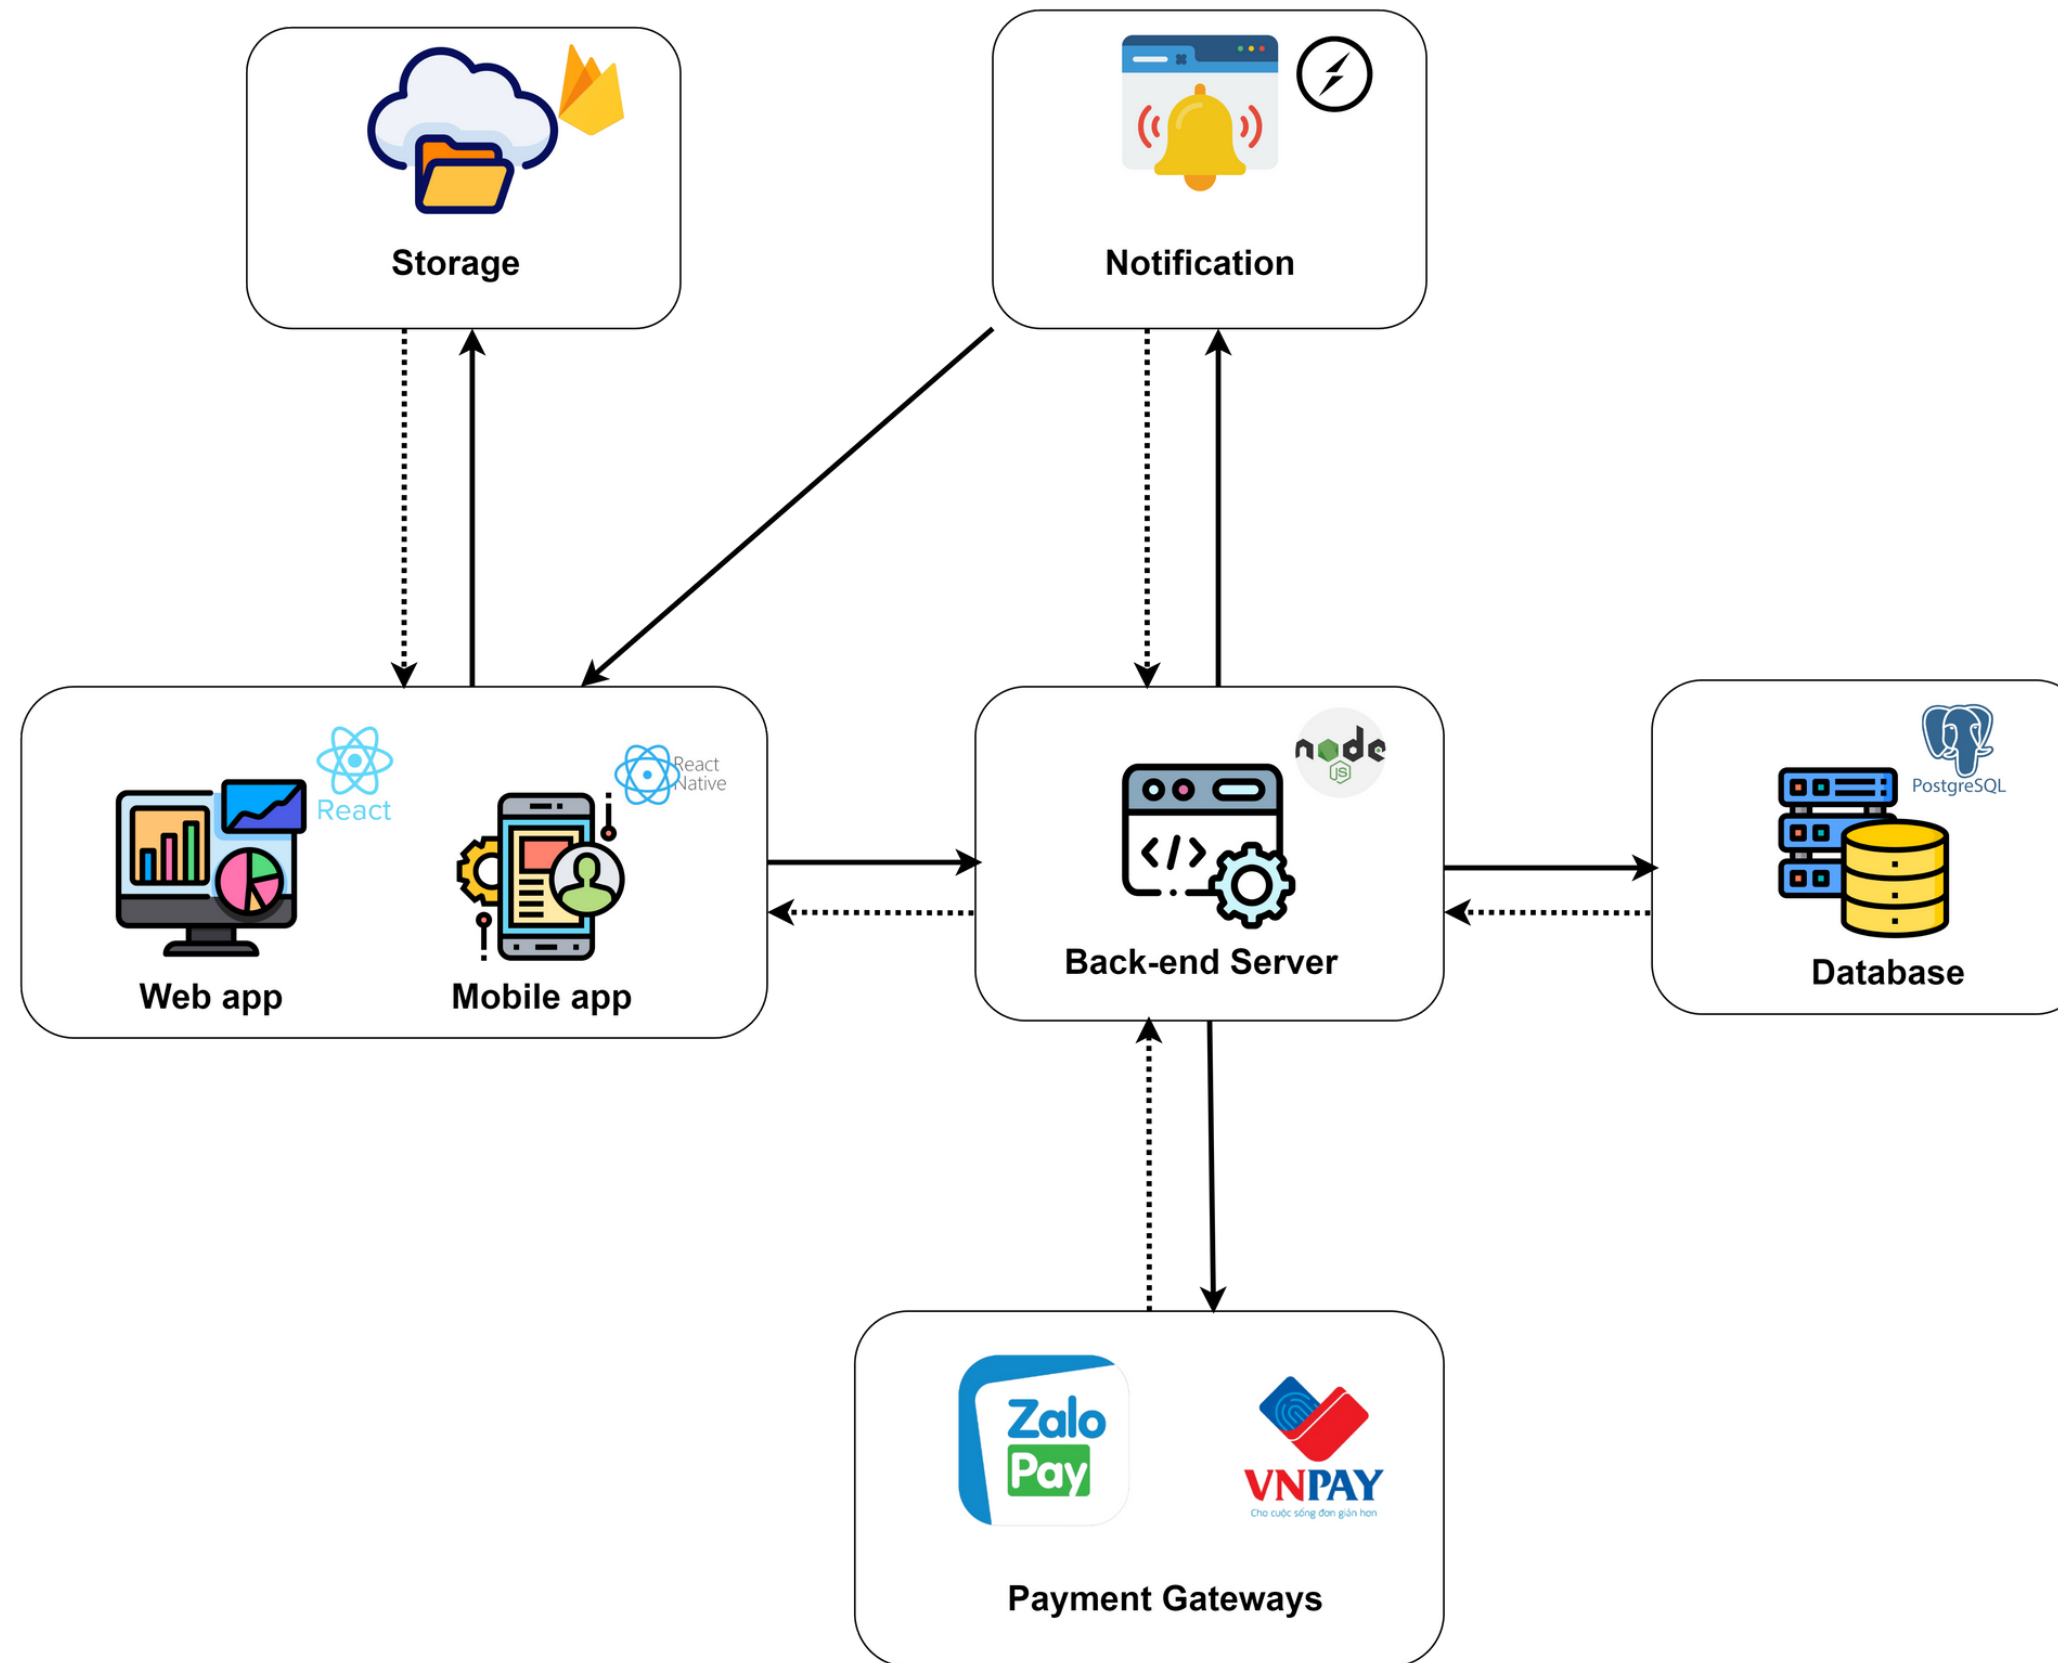 Storage
Notification
React
React
Native
Web app
Mobile app
node
JS
</>
Back-end Server
PostgreSQL
Database
Zalo
Pay
VNPAY
Cho cuộc sống đơn giản hơn
Payment Gateways